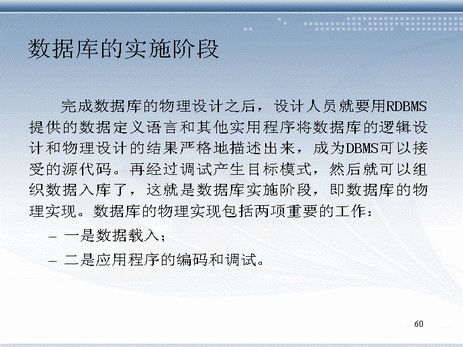 数据库的实施阶段
完成数据库的物理设计之后，设计人员就要用RDBMS
提供的数据定义语言和其他实用程序将数据库的逻辑设
计和物理设计的结果严格地描述出来，成为DBMS可以接
受的源代码。再经过调试产生目标模式，然后就可以组
织数据入库了，这就是数据库实施阶段，即数据库的物
理实现。数据库的物理实现包括两项重要的工作：
– 一是数据载入；
– 二是应用程序的编码和调试。
60